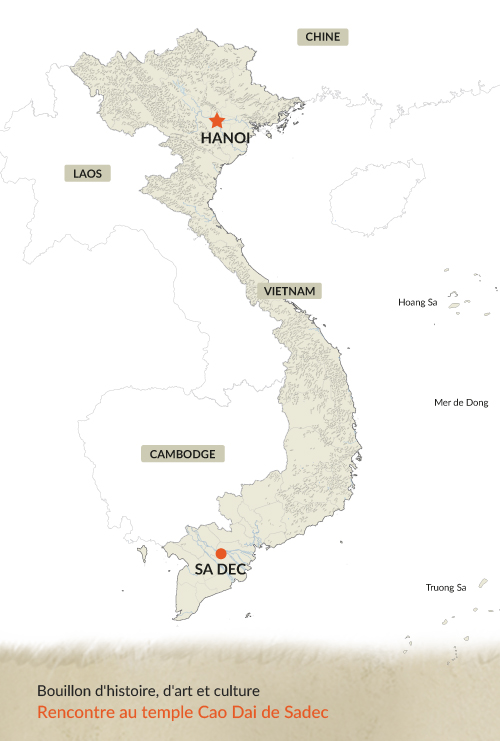 CHINE
HANOI
LAOS
VIETNAM
Hoang Sa
Mer de Dong
CAMBODGE
SA DEC
Truong Sa
Bouillon d'histoire, d'art et culture
Rencontre au temple Cao Dai de Sadec